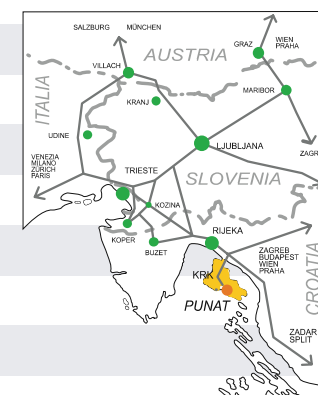 SALZBURG MÜNCHEN
WIEN
PRAHA
GRAZ
AUSTRIA
VILLACH
ITALIA
KRANJ
MARIBOR
UDINE
LJUBLJANA
ZAGR
VENEZIA
MILANO
ZÜRICH
PARIS
TRIESTE
SLOVENIA
KOZINA
KOPER
BUZET
RIJEKA
ZAGREB
BUDAPEST
WIEN
PRAHA
CROATIA
KRK
PUNAT
ZADAR
SPLIT